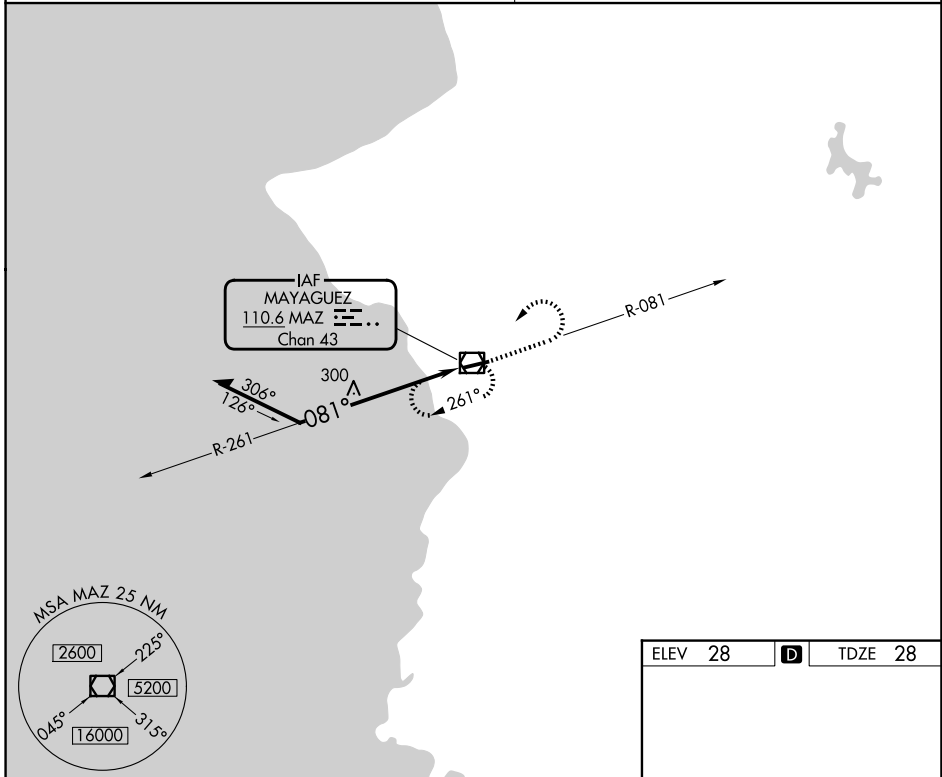 IAF
MAYAGUEZ
110.6 MAZ
Chan 43
R-081
300
306°
126°
081°
261°
R-261
MSA MAZ 25 NM
2600
225°
5200
045°
315°
16000
ELEV 28 D TDZE 28